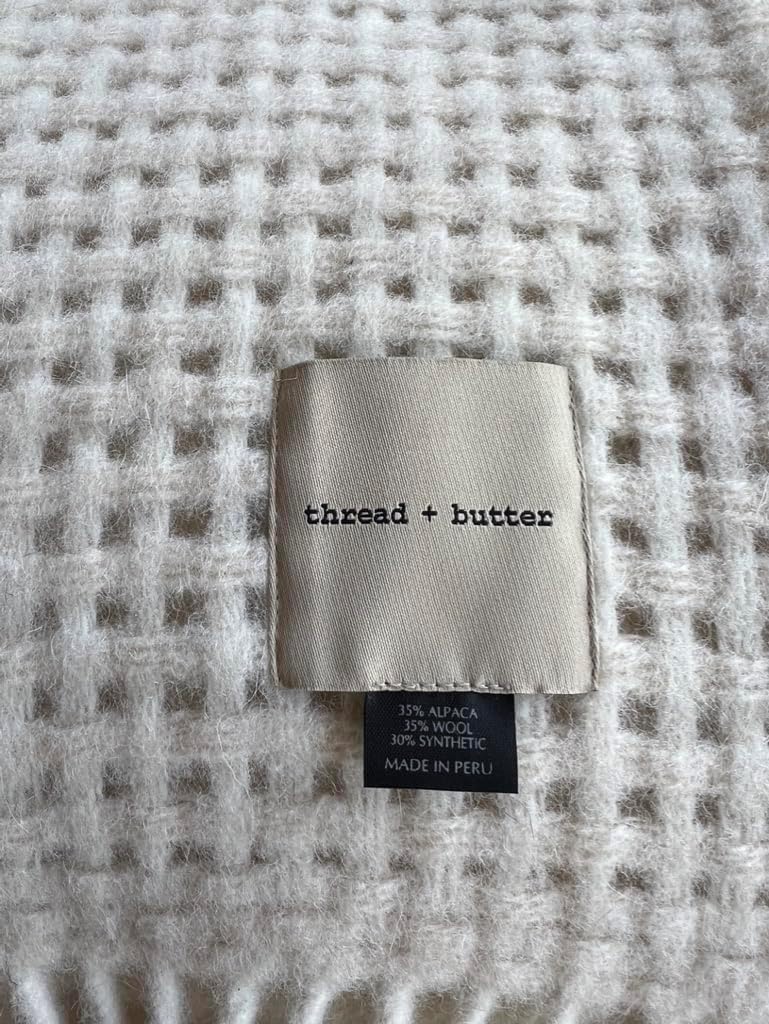 thread + butter
35% ALPACA
35% WOOL
30% SYNTHETIC
MADE IN PERU